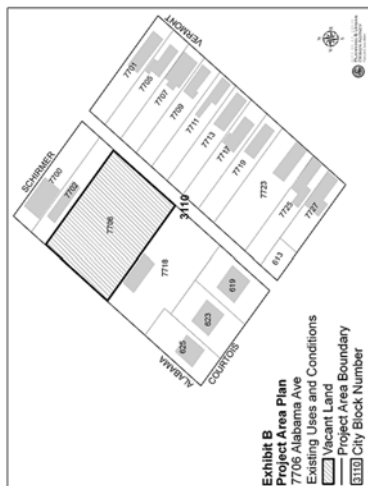 Exhibit B
Project Area Plan
7706 Alabama Ave
Existing Uses and Conditions
Vacant Land
Project Area Boundary
3110 City Block Number
SCHIRMER
7700
7702
7706
3110
7718
ALABAMA
625
623
619
COURTOIS
VERMONT
7701
7705
7707
7709
7711
7713
7717
7719
7723
7725
7727
613